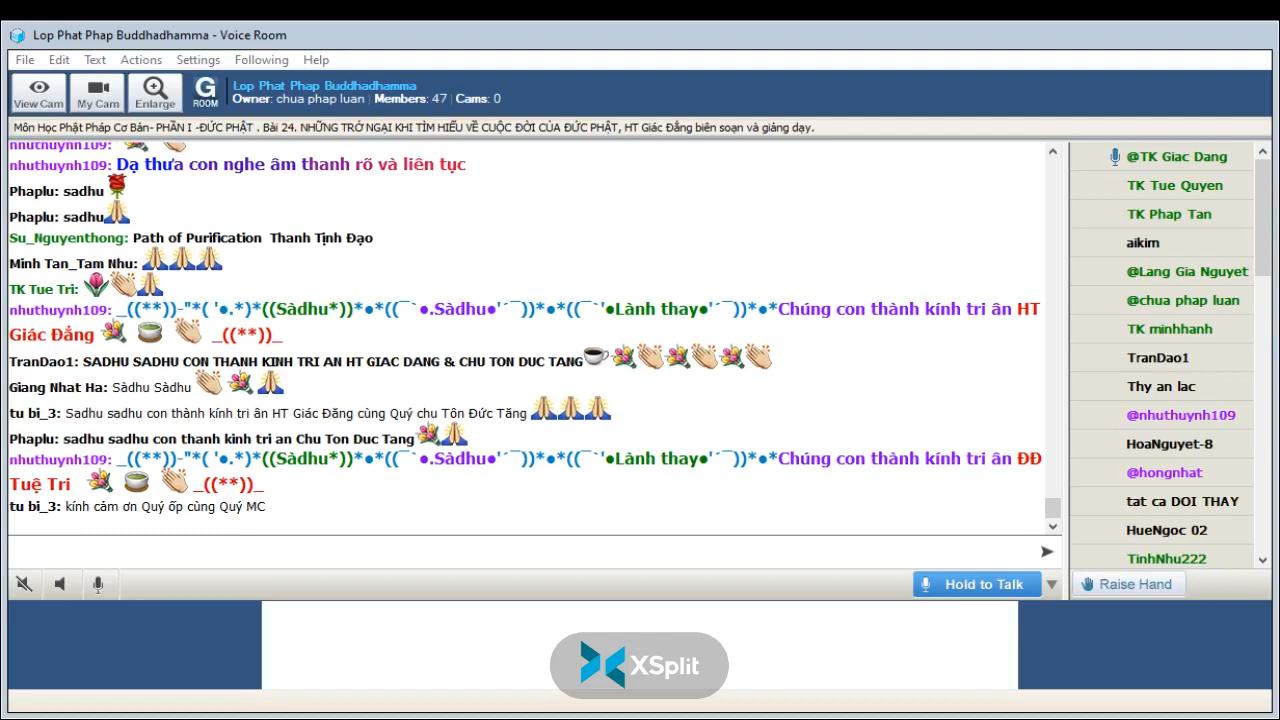 Lop Phat Phap Buddhadhamma - Voice Room
File Edit Text Actions Settings Following Help
View Cam My Cam Enlarge G ROOM
Lop Phat Phap Buddhadhamma
Owner: chua phap luan | Members: 47 | Cams: 0
Môn Học Phật Pháp Cơ Bản- PHẦN I -ĐỨC PHẬT . Bài 24. NHỮNG TRỞ NGẠI KHI TÌM HIỂU VỀ CUỘC ĐỜI CỦA ĐỨC PHẬT, HT Giác Đẳng biên soạn và giảng dạy.
nhuthuynh109:
nhuthuynh109: Dạ thưa con nghe âm thanh rõ và liên tục
Phaplu: sadhu
Phaplu: sadhu
Su_Nguyenthong: Path of Purification Thanh Tịnh Đạo
Minh Tan_Tam Nhu:
TK Tue Tri:
nhuthuynh109: _((**))-"*( '●.*)*((Sàdhu*))*●*((¯`●.Sàdhu●'´¯))*●*((¯`'●Lành thay●'´¯))*●*Chúng con thành kính tri ân HT
Giác Đẳng _((**))_
TranDao1: SADHU SADHU CON THANH KINH TRI AN HT GIAC DANG & CHU TON DUC TANG
Giang Nhat Ha: Sàdhu Sàdhu
tu bi_3: Sadhu sadhu con thành kính tri ân HT Giác Đăng cùng Quý chu Tôn Đức Tăng
Phaplu: sadhu sadhu con thanh kinh tri an Chu Ton Duc Tang
nhuthuynh109: _((**))-"*( '●.*)*((Sàdhu*))*●*((¯`●.Sàdhu●'´¯))*●*((¯`'●Lành thay●'´¯))*●*Chúng con thành kính tri ân ĐĐ
Tuệ Tri _((**))_
tu bi_3: kính cảm ơn Quý ốp cùng Quý MC
Hold to Talk
@TK Giac Dang
TK Tue Quyen
TK Phap Tan
aikim
@Lang Gia Nguyet
@chua phap luan
TK minhhanh
TranDao1
Thy an lac
@nhuthuynh109
HoaNguyet-8
@hongnhat
tat ca DOI THAY
HueNgoc 02
TinhNhu222
Raise Hand
XSplit